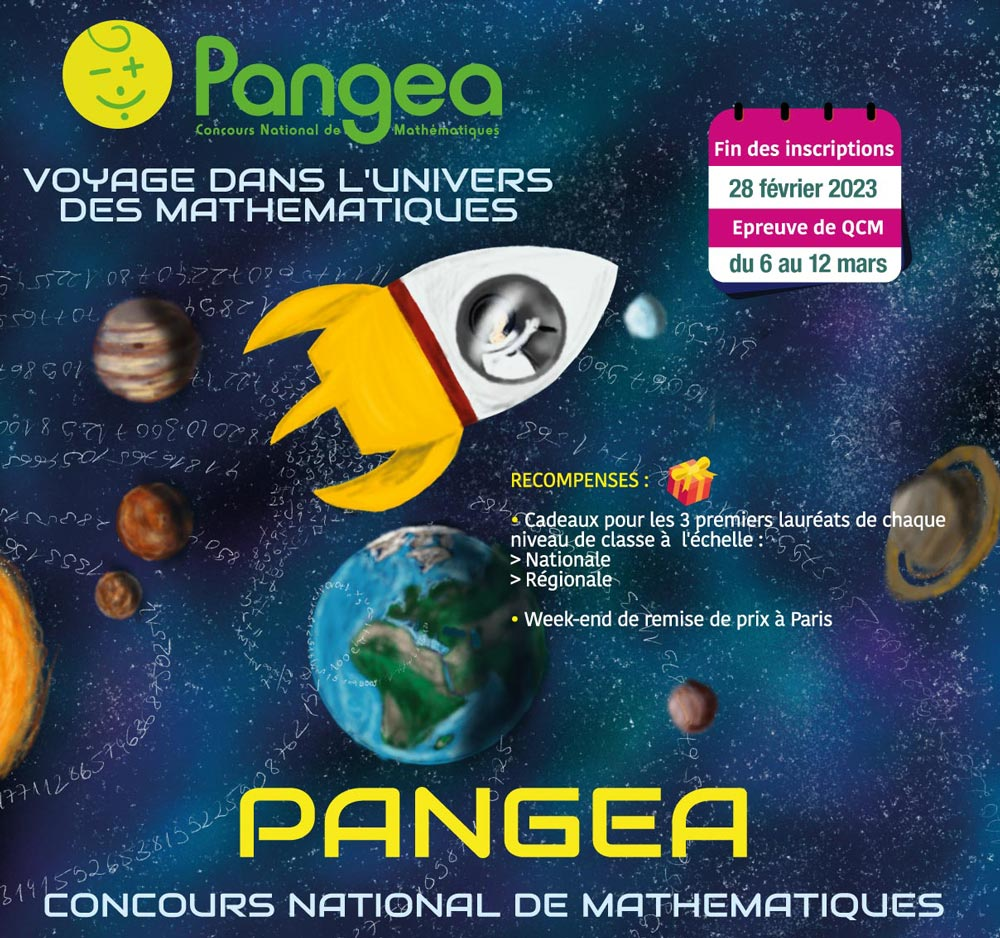 Pangea
Concours National de Mathématiques
VOYAGE DANS L'UNIVERS
DES MATHEMATIQUES
Fin des inscriptions
28 février 2023
Epreuve de QCM
du 6 au 12 mars
RECOMPENSES :
• Cadeaux pour les 3 premiers lauréats de chaque
niveau de classe à l'échelle :
> Nationale
> Régionale
• Week-end de remise de prix à Paris
PANGEA
CONCOURS NATIONAL DE MATHEMATIQUES